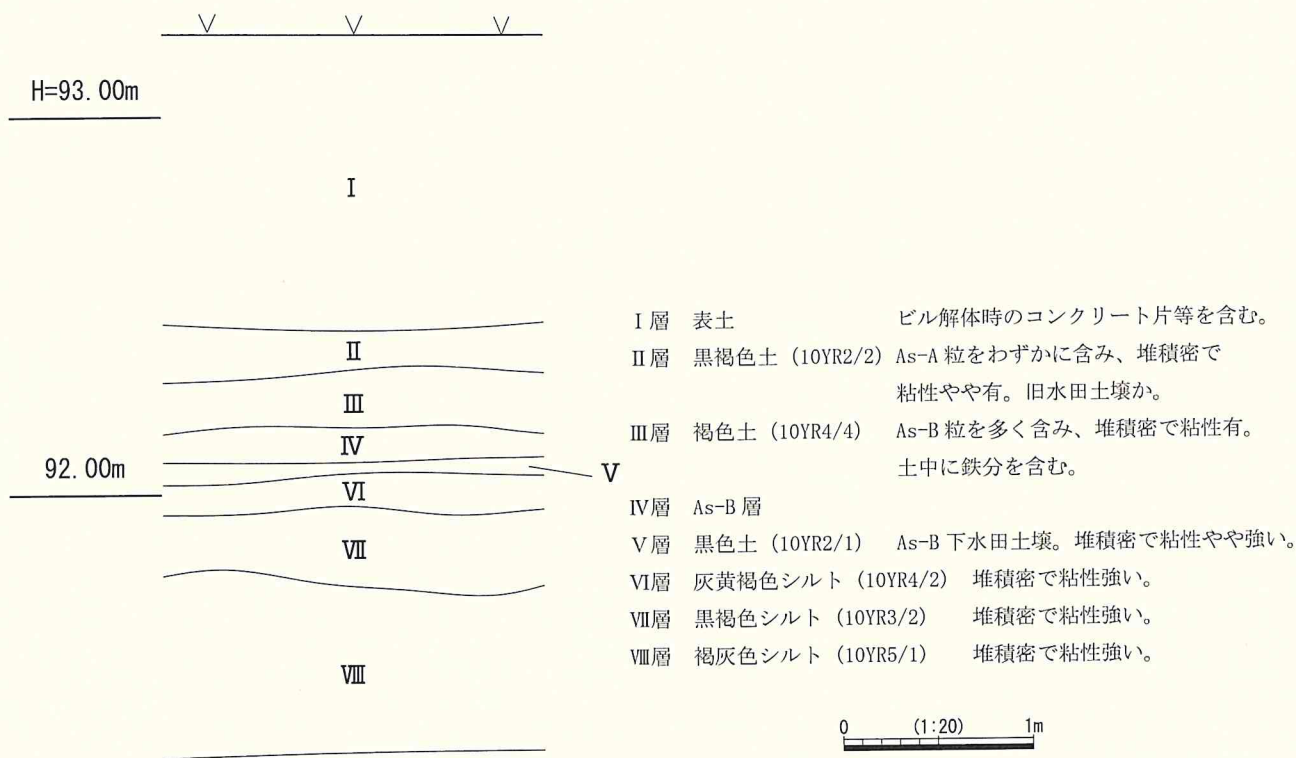 H=93.00m
Ⅰ
Ⅱ
Ⅲ
Ⅳ
92.00m
Ⅴ
Ⅵ
Ⅶ
Ⅷ
Ⅰ層 表土 ビル解体時のコンクリート片等を含む。
Ⅱ層 黒褐色土 (10YR2/2) As-A 粒をわずかに含み、堆積密で
粘性やや有。旧水田土壌か。
Ⅲ層 褐色土 (10YR4/4) As-B 粒を多く含み、堆積密で粘性有。
土中に鉄分を含む。
Ⅳ層 As-B 層
Ⅴ層 黒色土 (10YR2/1) As-B 下水田土壌。堆積密で粘性やや強い。
Ⅵ層 灰黄褐色シルト (10YR4/2) 堆積密で粘性強い。
Ⅶ層 黒褐色シルト (10YR3/2) 堆積密で粘性強い。
Ⅷ層 褐灰色シルト (10YR5/1) 堆積密で粘性強い。
0 (1:20) 1m